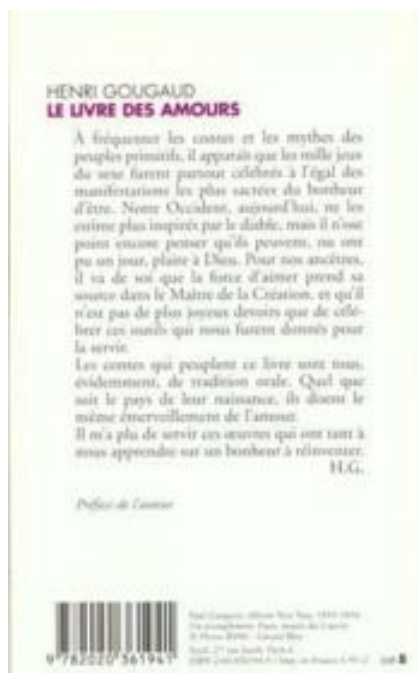 HENRI GOUGAUD
LE LIVRE DES AMOURS
À fréquenter les contes et les mythes des
peuples primitifs, il apparaît que les mille jeux
du sexe furent partout célébrés à l'égal des
manifestations les plus sacrées du bonheur
d'être. Notre Occident, aujourd'hui, ne les
estime plus inspirés par le diable, mais il n'ose
point encore penser qu'ils peuvent, ou ont
pu un jour, plaire à Dieu. Pour nos ancêtres,
il va de soi que la force d'aimer prend sa
source dans le Maître de la Création, et qu'il
n'est pas de plus joyeux devoirs que de célé-
brer ces outils qui nous furent donnés pour
la servir.
Les contes qui peuplent ce livre sont tous,
évidemment, de tradition orale. Quel que
soit le pays de leur naissance, ils disent le
même émerveillement de l'amour.
Il m'a plu de servir ces œuvres qui ont tant à
nous apprendre sur un bonheur à réinventer.
H.G.
Préface de l'auteur
9 782020 361941